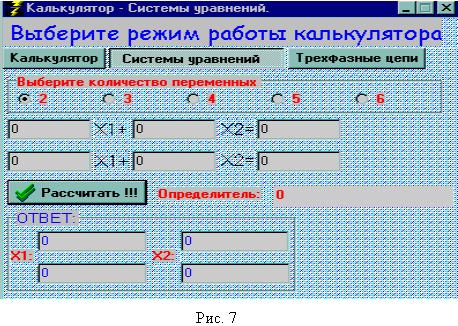 Калькулятор - Системы уравнений.
Выберите режим работы калькулятора
Калькулятор Системы уравнений Трехфазные цепи
Выберите количество переменных
2 3 4 5 6
0 X1+ 0 X2= 0
0 X1+ 0 X2= 0
Рассчитать !!! Определитель: 0
ОТВЕТ:
0 0
X1: X2:
0 0
Рис. 7